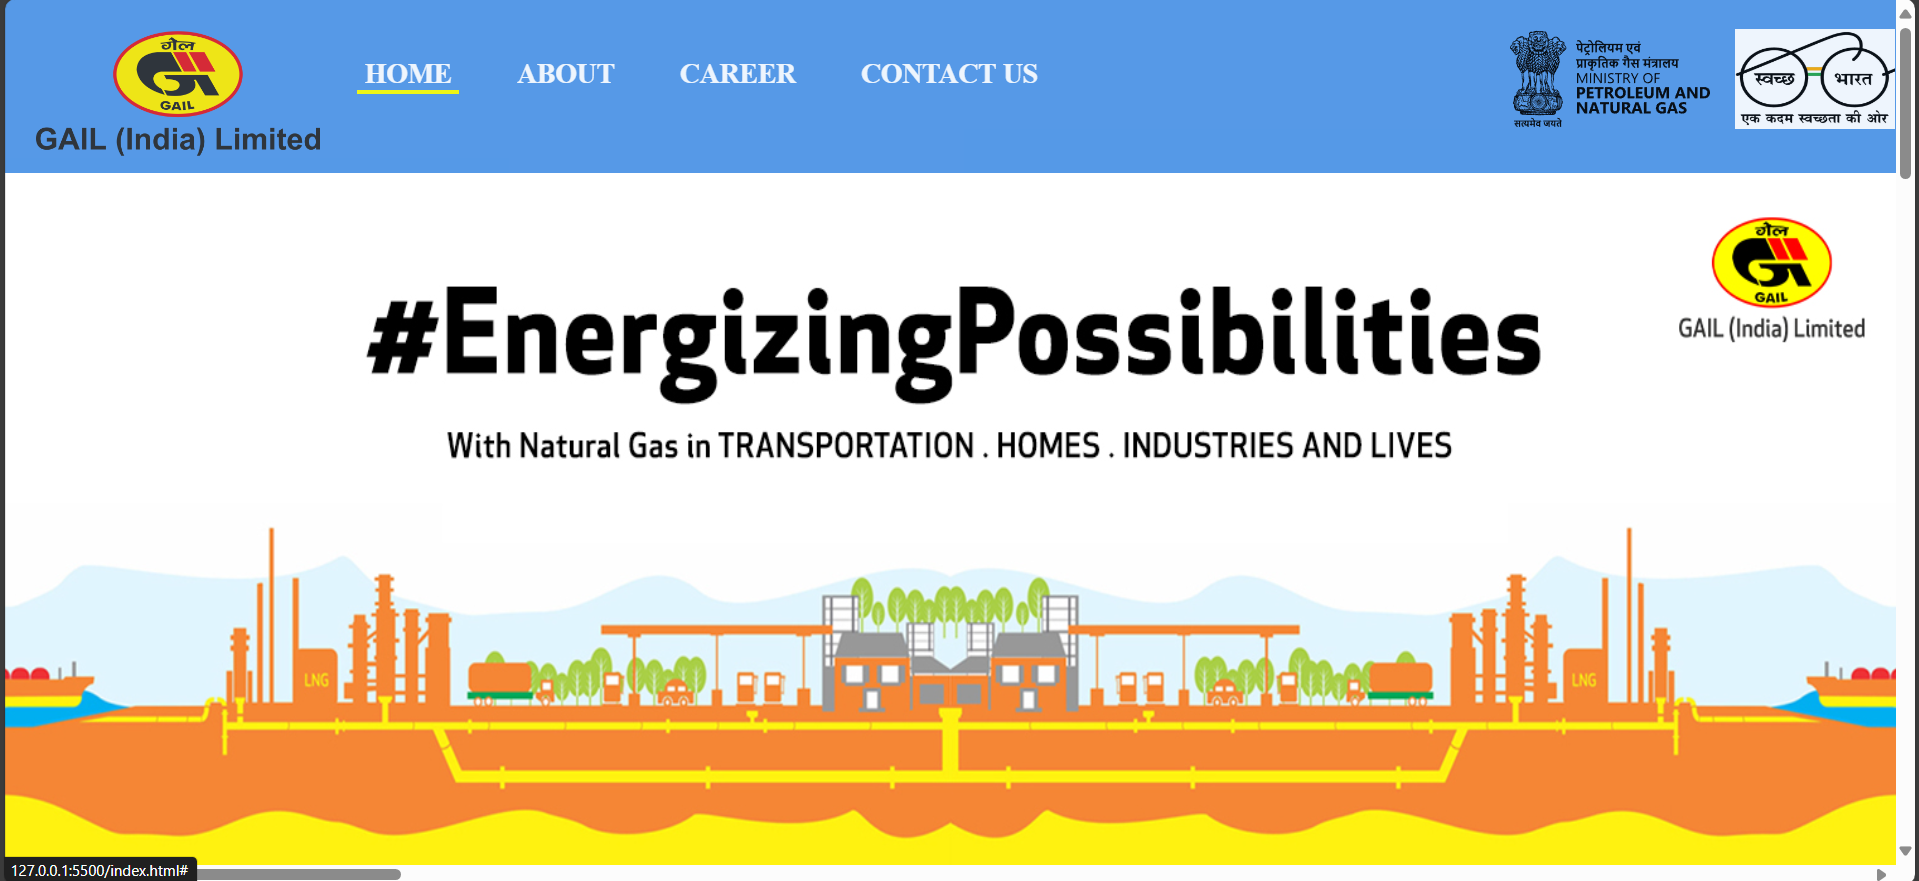 गेल
GAIL
GAIL (India) Limited
HOME
ABOUT
CAREER
CONTACT US
सत्यमेव जयते
पेट्रोलियम एवं
प्राकृतिक गैस मंत्रालय
MINISTRY OF
PETROLEUM AND
NATURAL GAS
स्वच्छ
भारत
एक कदम स्वच्छता की ओर
गेल
GAIL
GAIL (India) Limited
#EnergizingPossibilities
With Natural Gas in TRANSPORTATION . HOMES . INDUSTRIES AND LIVES
LNG
LNG
127.0.0.1:5500/index.html#